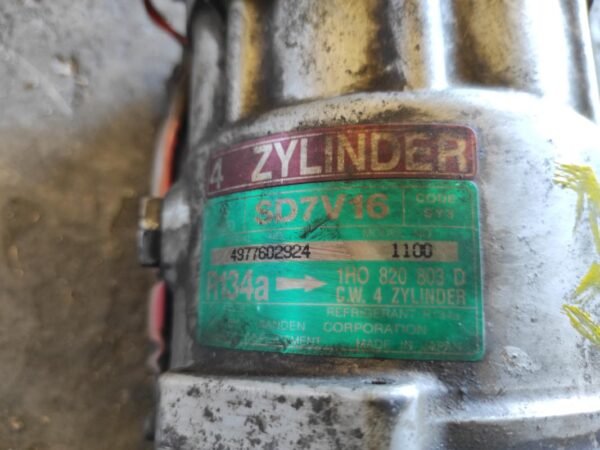 4 ZYLINDER
SD7V16
CODE
SYS
4977602924 1100
R134a 1H0 820 803 D
G.W. 4 ZYLINDER
REFRIGERANT R134a
SANDEN CORPORATION
MADE IN JAPAN